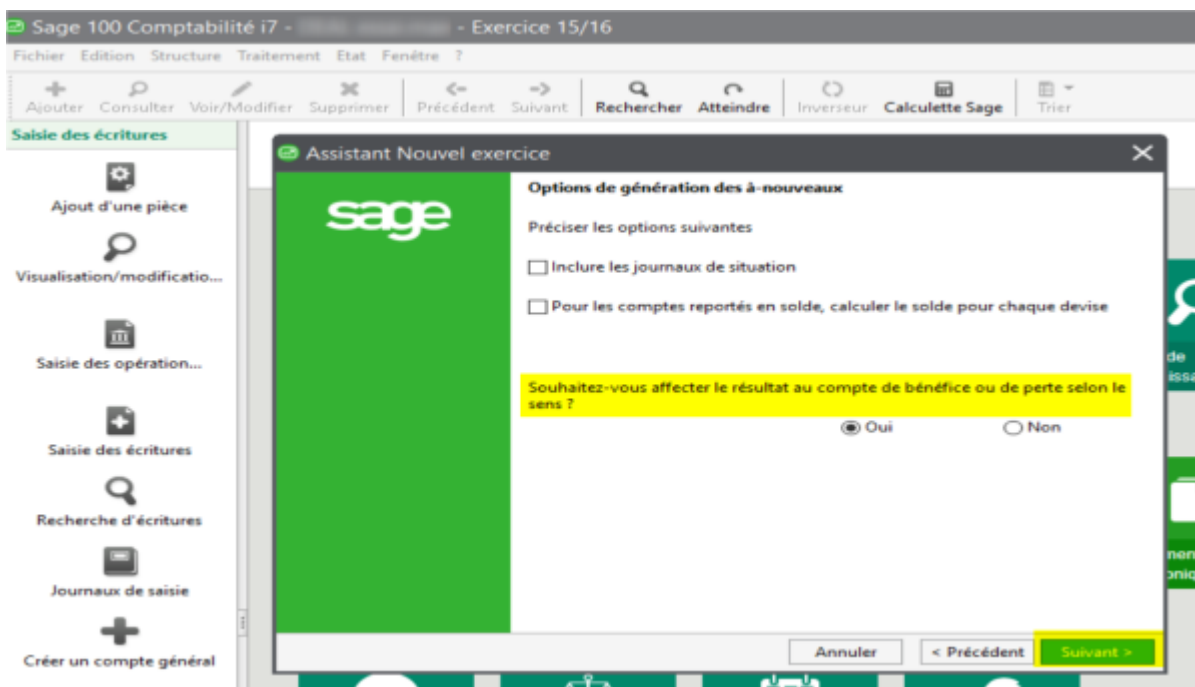 Sage 100 Comptabilité i7 - - Exercice 15/16
Fichier Edition Structure Traitement Etat Fenêtre ?
Ajouter Consulter Voir/Modifier Supprimer Précédent Suivant Rechercher Atteindre Inverseur Calculette Sage Trier
Saisie des écritures
Ajout d'une pièce
Visualisation/modificatio...
Saisie des opération...
Saisie des écritures
Recherche d'écritures
Journaux de saisie
Créer un compte général
Assistant Nouvel exercice
sage
Options de génération des à-nouveaux
Préciser les options suivantes
Inclure les journaux de situation
Pour les comptes reportés en solde, calculer le solde pour chaque devise
Souhaitez-vous affecter le résultat au compte de bénéfice ou de perte selon le
sens ?
Oui Non
Annuler < Précédent Suivant >
de